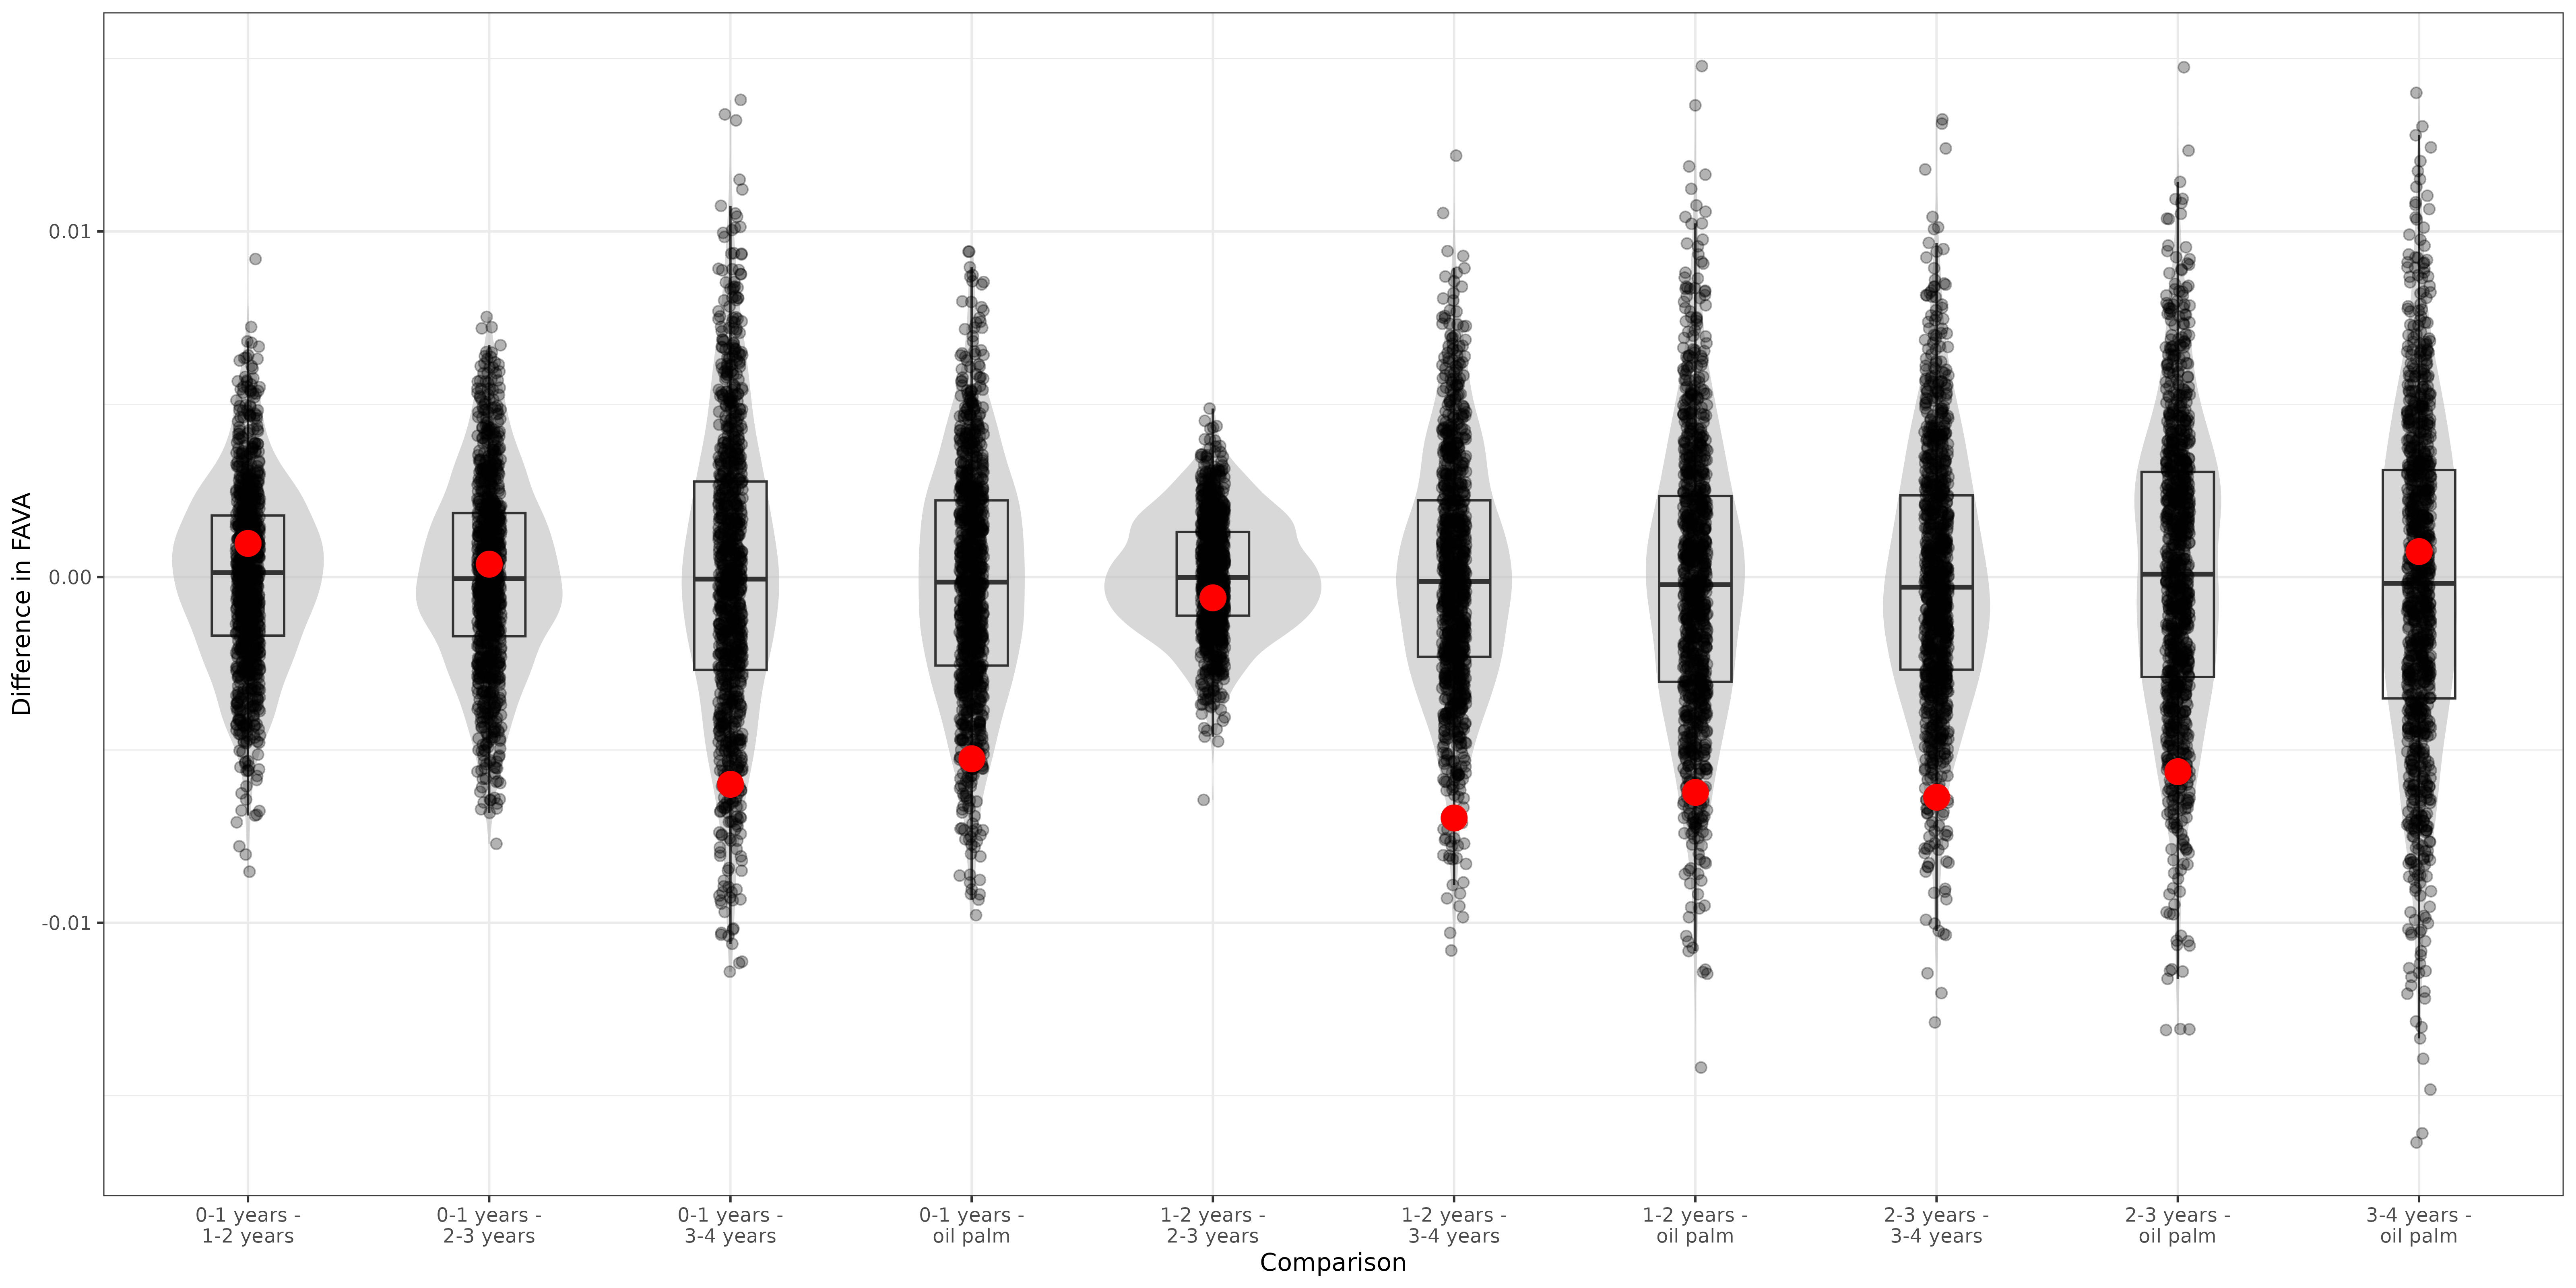 Difference in FAVA
0.01
0.00
-0.01
0-1 years -
1-2 years
0-1 years -
2-3 years
0-1 years -
3-4 years
0-1 years -
oil palm
1-2 years -
2-3 years
1-2 years -
3-4 years
1-2 years -
oil palm
2-3 years -
3-4 years
2-3 years -
oil palm
3-4 years -
oil palm
Comparison